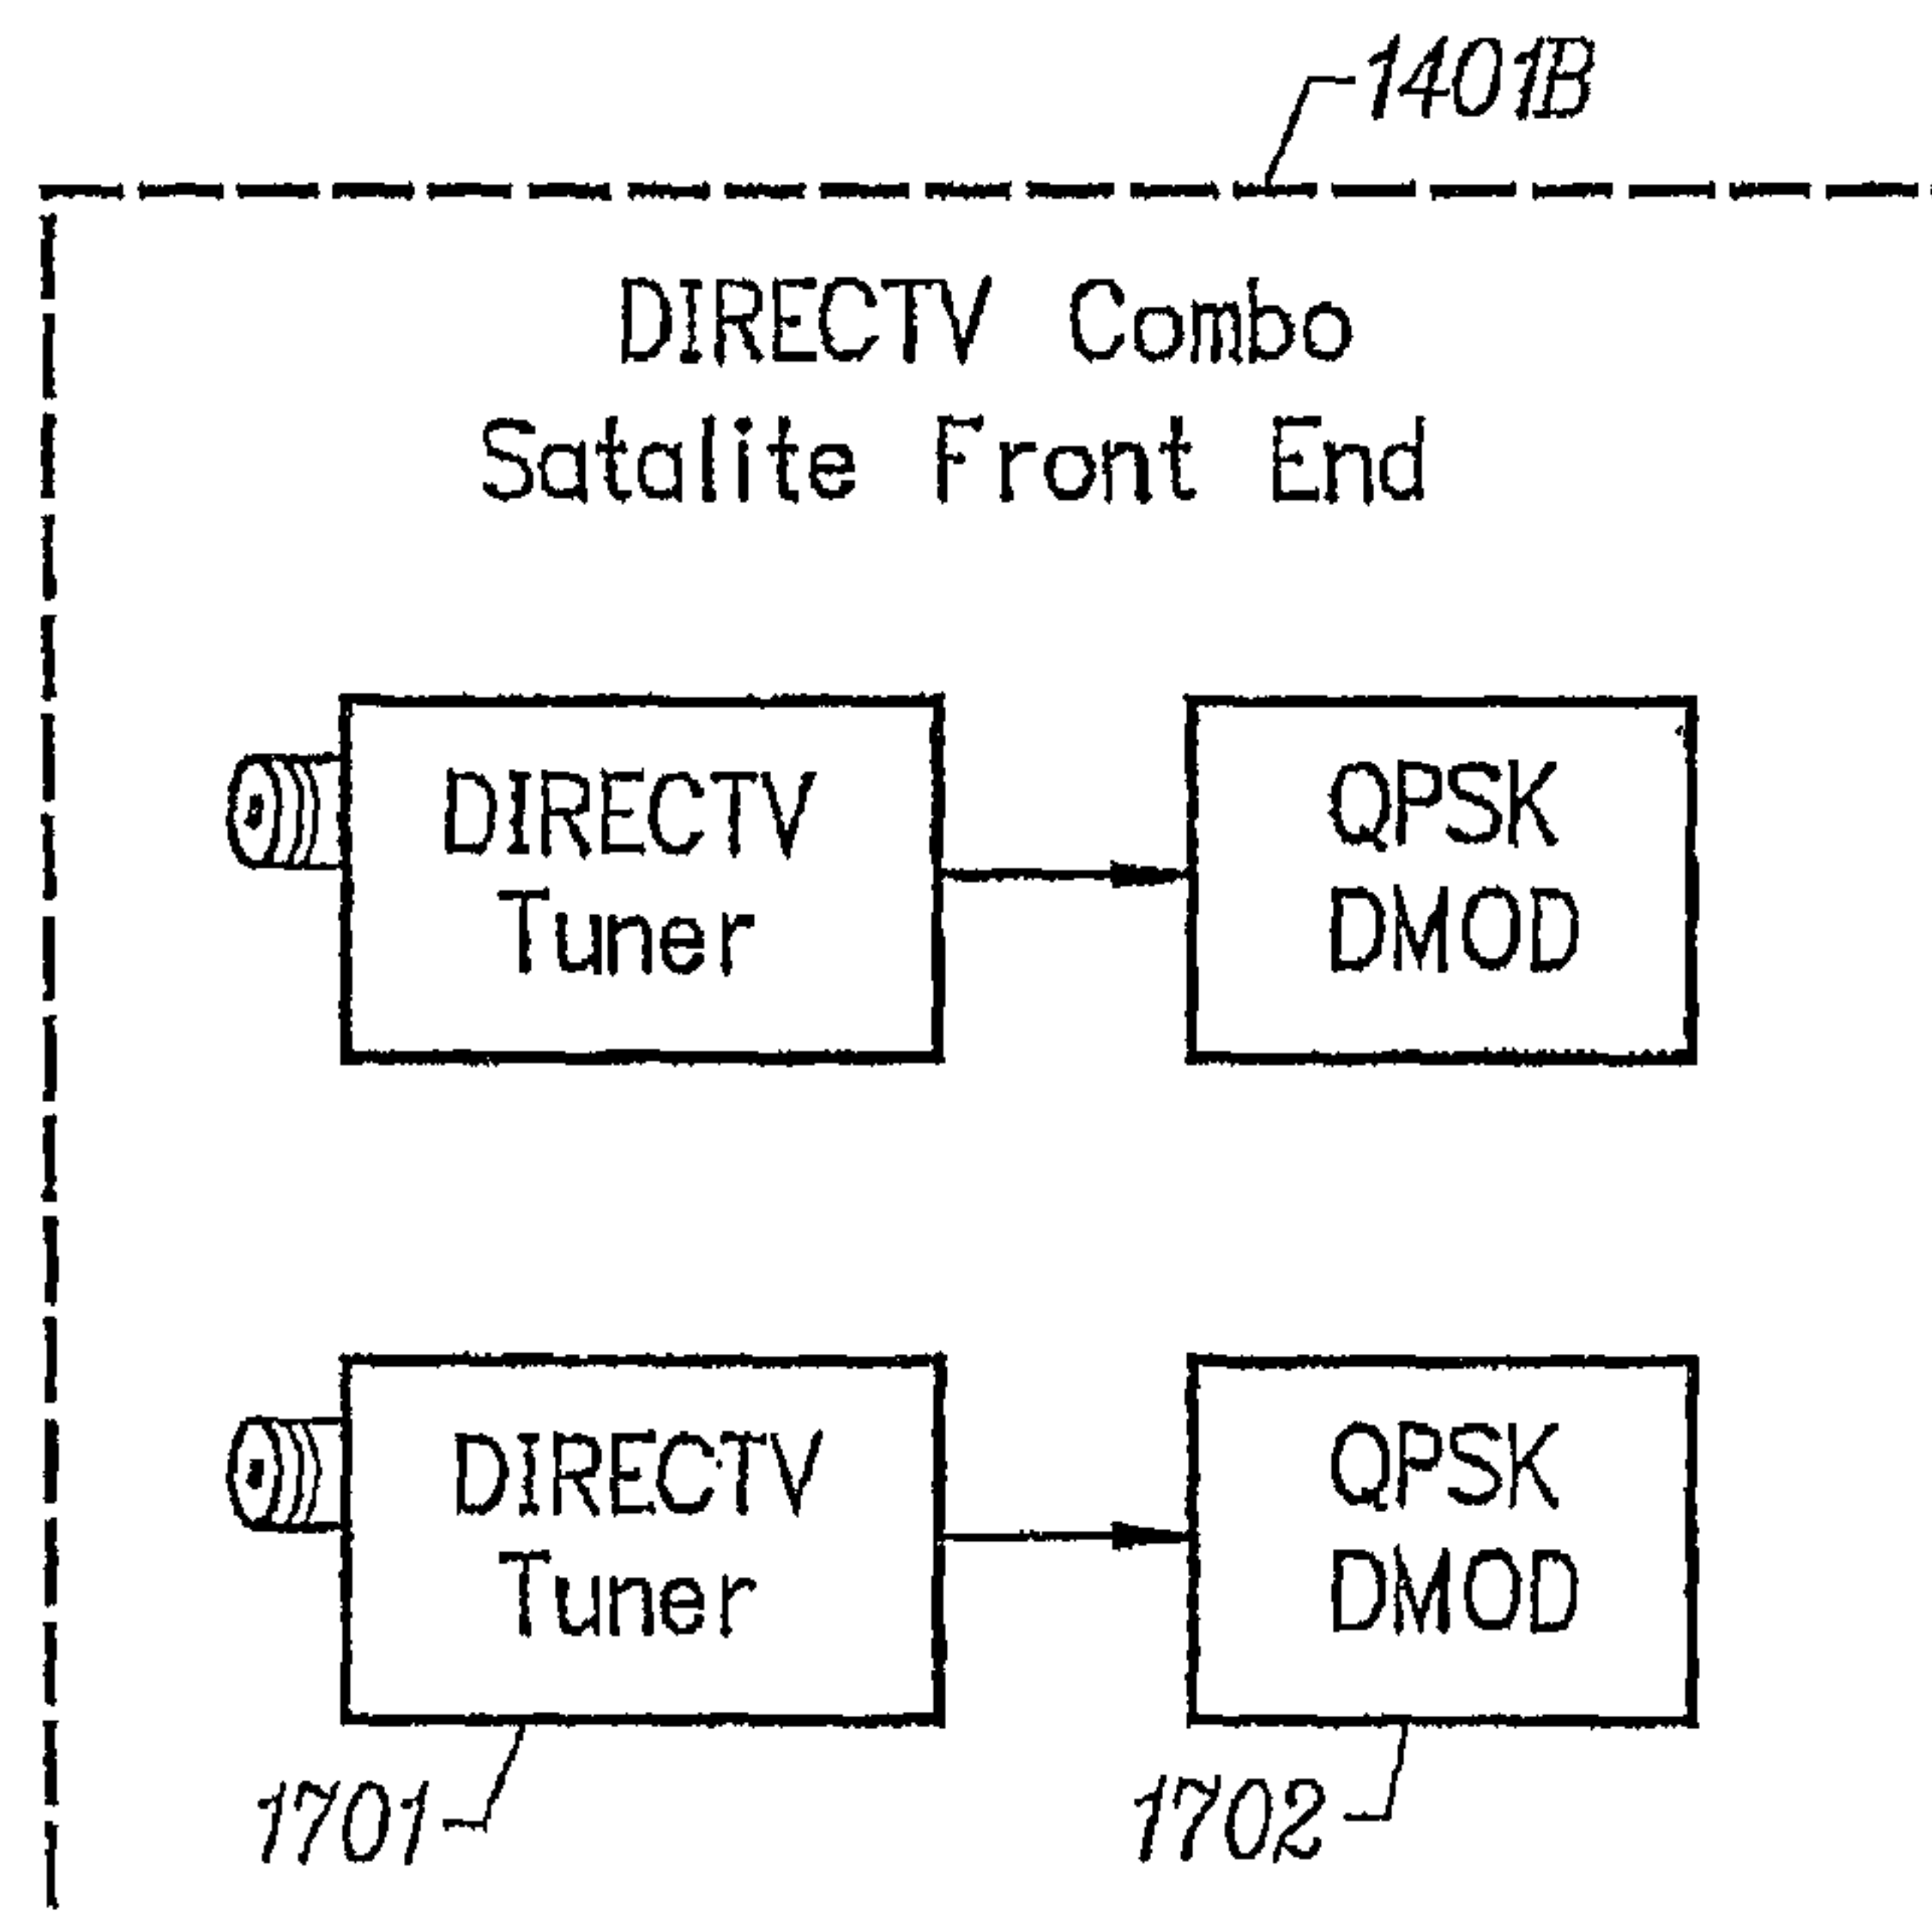 1401B
DIRECTV Combo
Satalite Front End
DIRECTV
Tuner
QPSK
DMOD
DIRECTV
Tuner
QPSK
DMOD
1701
1702